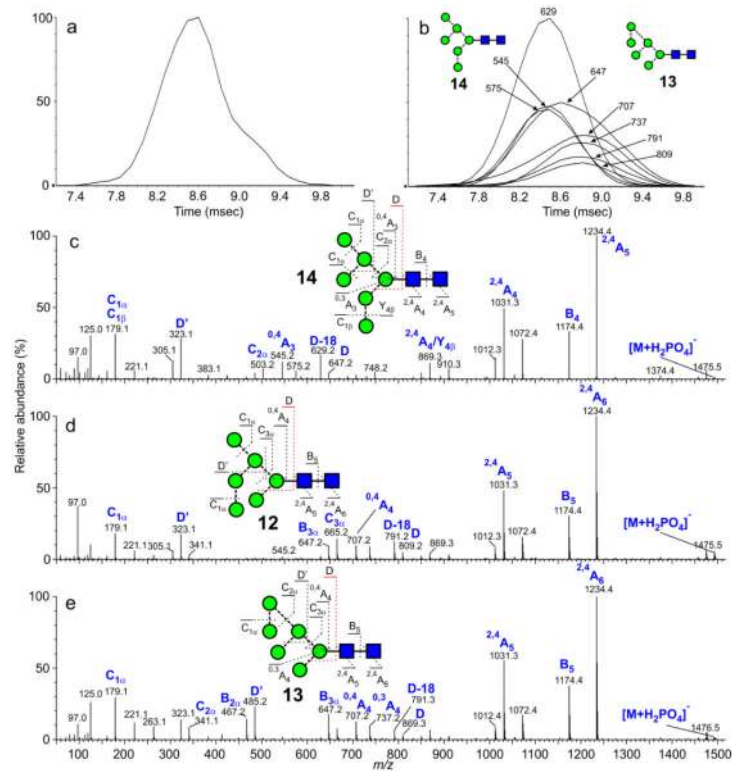 a
100
50
0
7.4 7.8 8.2 8.6 9.0 9.4 9.8
Time (msec)
b
629
14
13
545
575
647
707
737
791
809
7.4 7.8 8.2 8.6 9.0 9.4 9.8
Time (msec)
Relative abundance (%)
c
100
50
0
14
D'
D
C1β
0,4A3
C2α
C1α
B4
0,3A3
Y4β
C1β
2,4A4
2,4A5
97.0
125.0
C1α
C1β
179.1
221.1
305.1
D'
323.1
383.1
C2α
503.2
0,4A3
545.2
575.2
D-18
629.2
D
647.2
748.2
2,4A4/Y4β
869.3
910.3
1012.3
2,4A4
1031.3
1072.4
B4
1174.4
1234.4
2,4A5
1374.4
[M+H2PO4]-
1475.5
d
100
50
0
12
D
0,4A4
C3α
C1α
D'
C1α
B5
2,4A5
2,4A6
97.0
C1α
179.1
221.1
305.3
D'
323.1
341.1
545.2
B3α
647.2
C3α
665.2
0,4A4
707.2
D-18
791.2
D
809.2
869.3
1012.3
2,4A5
1031.3
1072.4
B5
1174.4
2,4A6
1234.4
[M+H2PO4]-
1475.5
e
100
50
0
13
D
D'
0,4A4
C2α
C3α
C1α
B5
0,3A4
2,4A5
2,4A6
97.0
125.0
C1α
179.1
221.1
263.1
323.1
C2α
341.1
B2α
467.2
D'
485.2
B3α
647.2
0,4A4
707.2
0,3A4
737.2
D-18
791.3
D
869.3
1012.4
2,4A5
1031.3
1072.4
B5
1174.4
2,4A6
1234.4
[M+H2PO4]-
1476.5
100 200 300 400 500 600 700 800 900 1000 1100 1200 1300 1400 1500
m/z